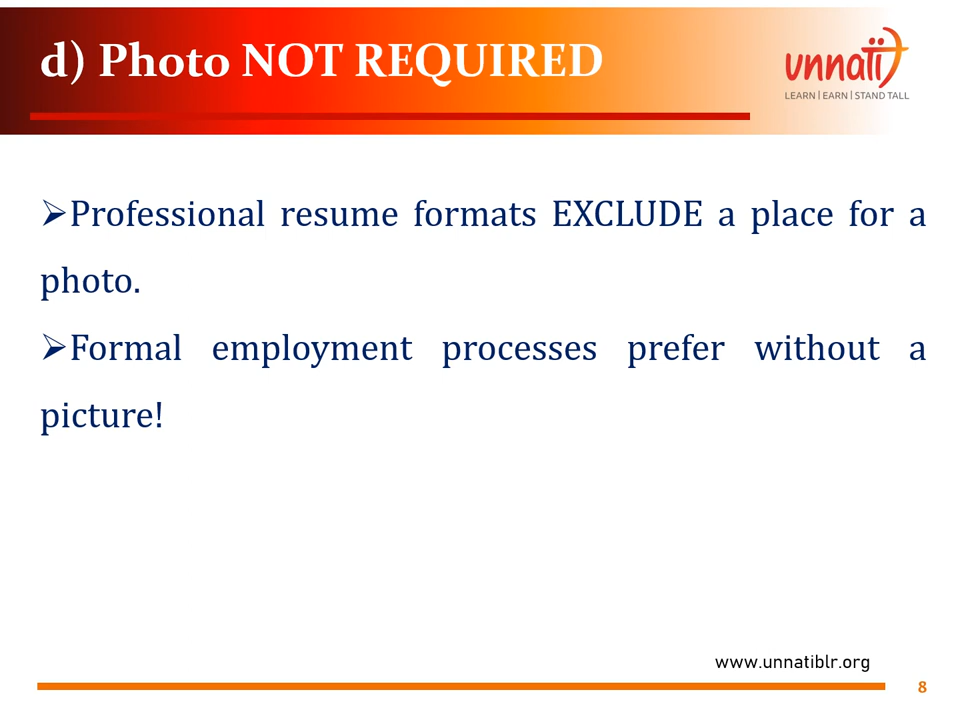 d) Photo NOT REQUIRED
unnati
LEARN | EARN | STAND TALL
➢Professional resume formats EXCLUDE a place for a
photo.
➢Formal employment processes prefer without a
picture!
www.unnatiblr.org
8